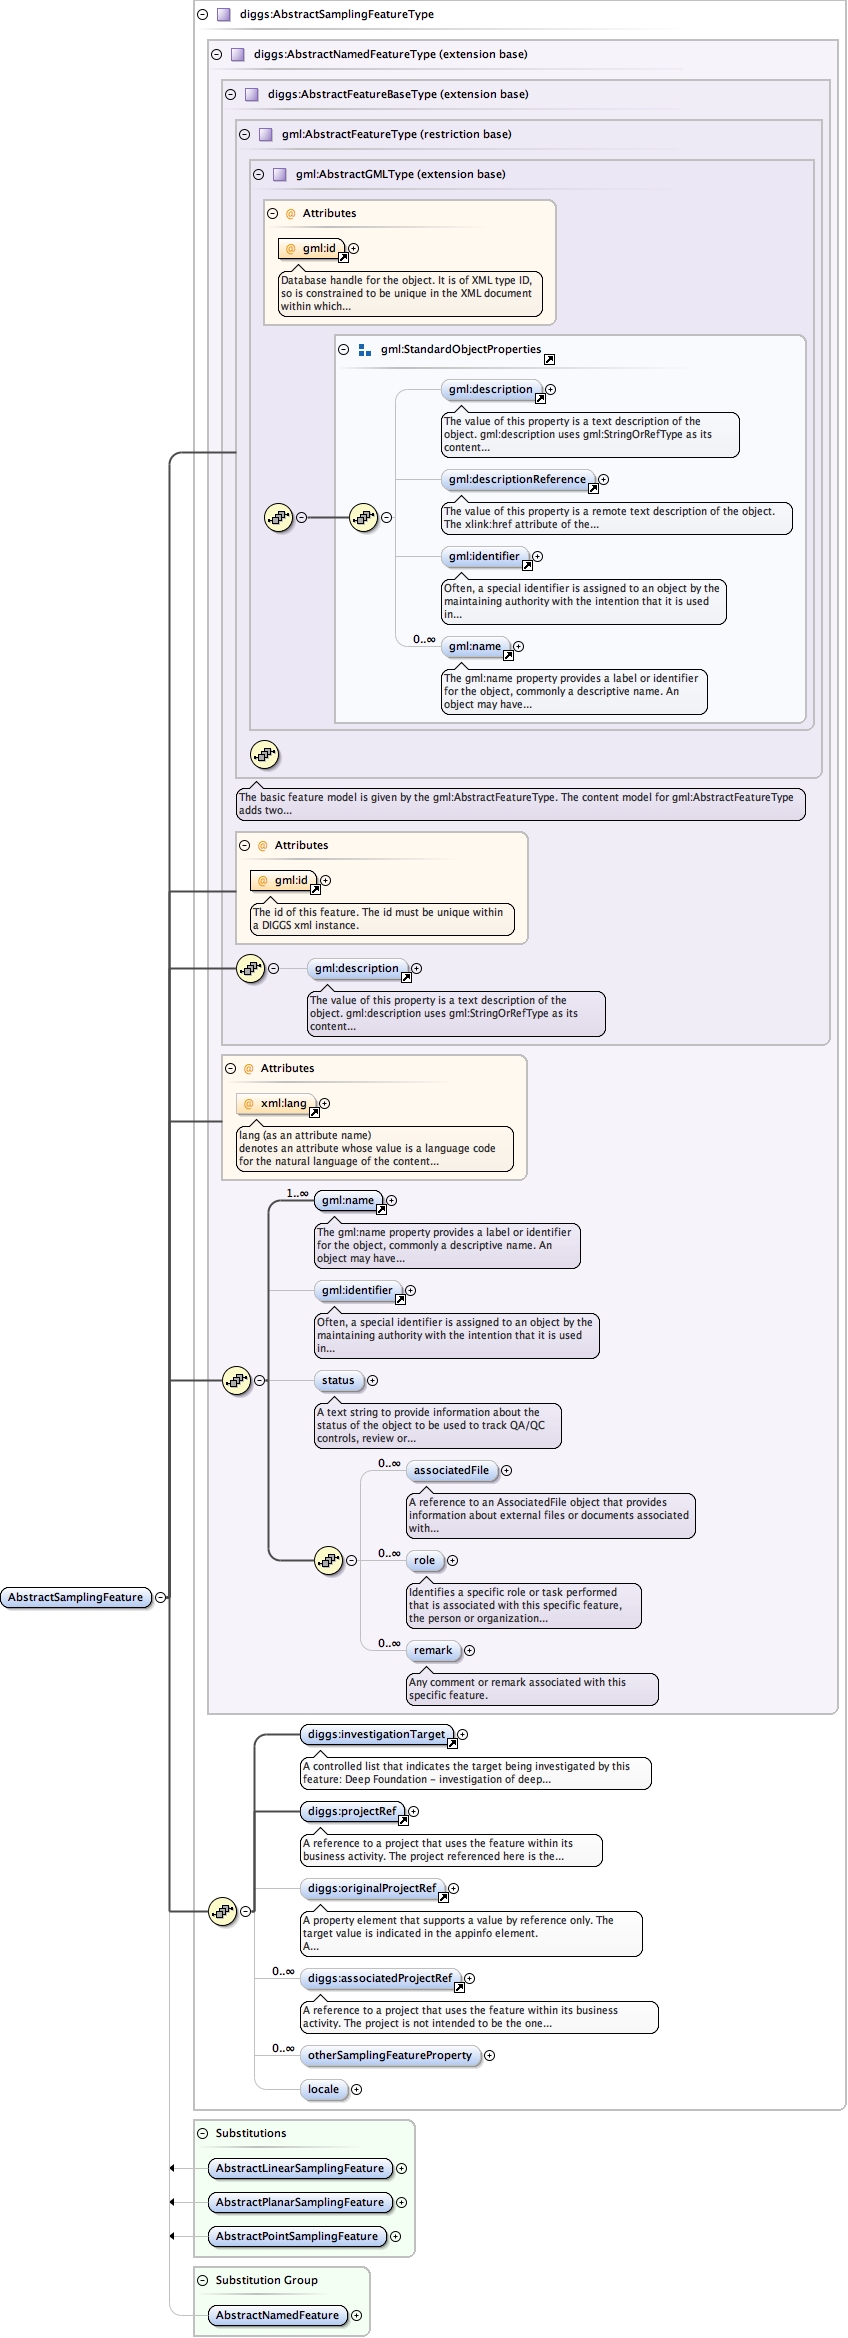 diggs:AbstractSamplingFeatureType
diggs:AbstractNamedFeatureType (extension base)
diggs:AbstractFeatureBaseType (extension base)
gml:AbstractFeatureType (restriction base)
gml:AbstractGMLType (extension base)
@ Attributes
@ gml:id
Database handle for the object. It is of XML type ID,
so is constrained to be unique in the XML document
within which...
gml:StandardObjectProperties
gml:description
The value of this property is a text description of the
object. gml:description uses gml:StringOrRefType as its
content...
gml:descriptionReference
The value of this property is a remote text description of the object.
The xlink:href attribute of the...
gml:identifier
Often, a special identifier is assigned to an object by the
maintaining authority with the intention that it is used
in...
0..∞
gml:name
The gml:name property provides a label or identifier
for the object, commonly a descriptive name. An
object may have...
The basic feature model is given by the gml:AbstractFeatureType. The content model for gml:AbstractFeatureType
adds two...
@ Attributes
@ gml:id
The id of this feature. The id must be unique within
a DIGGS xml instance.
gml:description
The value of this property is a text description of the
object. gml:description uses gml:StringOrRefType as its
content...
@ Attributes
@ xml:lang
lang (as an attribute name)
denotes an attribute whose value is a language code
for the natural language of the content...
1..∞
gml:name
The gml:name property provides a label or identifier
for the object, commonly a descriptive name. An
object may have...
gml:identifier
Often, a special identifier is assigned to an object by the
maintaining authority with the intention that it is used
in...
status
A text string to provide information about the
status of the object to be used to track QA/QC
controls, review or...
0..∞
associatedFile
A reference to an AssociatedFile object that provides
information about external files or documents associated
with...
0..∞
role
Identifies a specific role or task performed
that is associated with this specific feature,
the person or organization...
0..∞
remark
Any comment or remark associated with this
specific feature.
AbstractSamplingFeature
diggs:investigationTarget
A controlled list that indicates the target being investigated by this
feature: Deep Foundation – investigation of deep...
diggs:projectRef
A reference to a project that uses the feature within its
business activity. The project referenced here is the...
diggs:originalProjectRef
A property element that supports a value by reference only. The
target value is indicated in the appinfo element.
A...
0..∞
diggs:associatedProjectRef
A reference to a project that uses the feature within its business
activity. The project is not intended to be the one...
0..∞
otherSamplingFeatureProperty
locale
Substitutions
AbstractLinearSamplingFeature
AbstractPlanarSamplingFeature
AbstractPointSamplingFeature
Substitution Group
AbstractNamedFeature